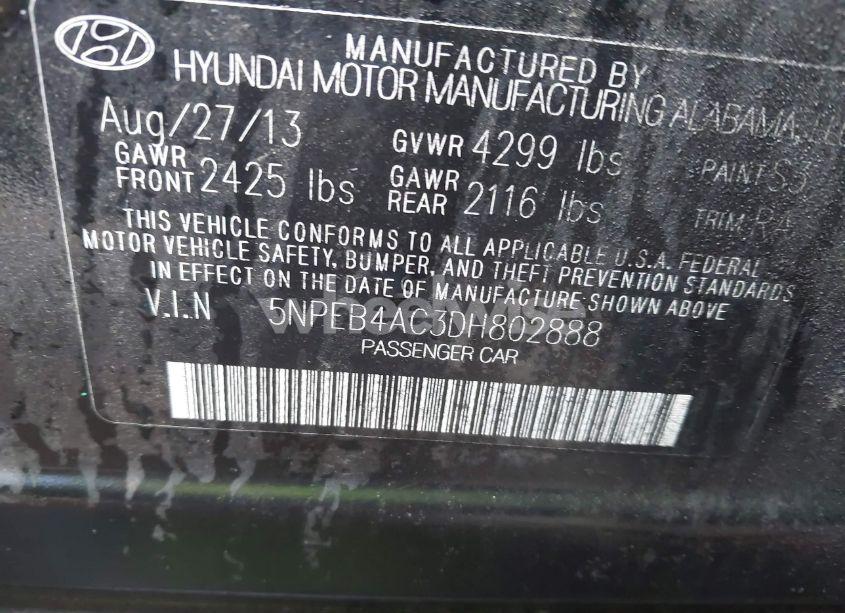 MANUFACTURED BY
HYUNDAI MOTOR MANUFACTURING ALABAMA,
Aug/27/13 GVWR 4299 lbs PAINT:
GAWR FRONT 2425 lbs GAWR REAR 2116 lbs TRIM:
THIS VEHICLE CONFORMS TO ALL APPLICABLE U.S.A. FEDERAL
MOTOR VEHICLE SAFETY, BUMPER, AND THEFT PREVENTION STANDARDS
IN EFFECT ON THE DATE OF MANUFACTURE SHOWN ABOVE
V.I.N 5NPEB4AC3DH802888
PASSENGER CAR